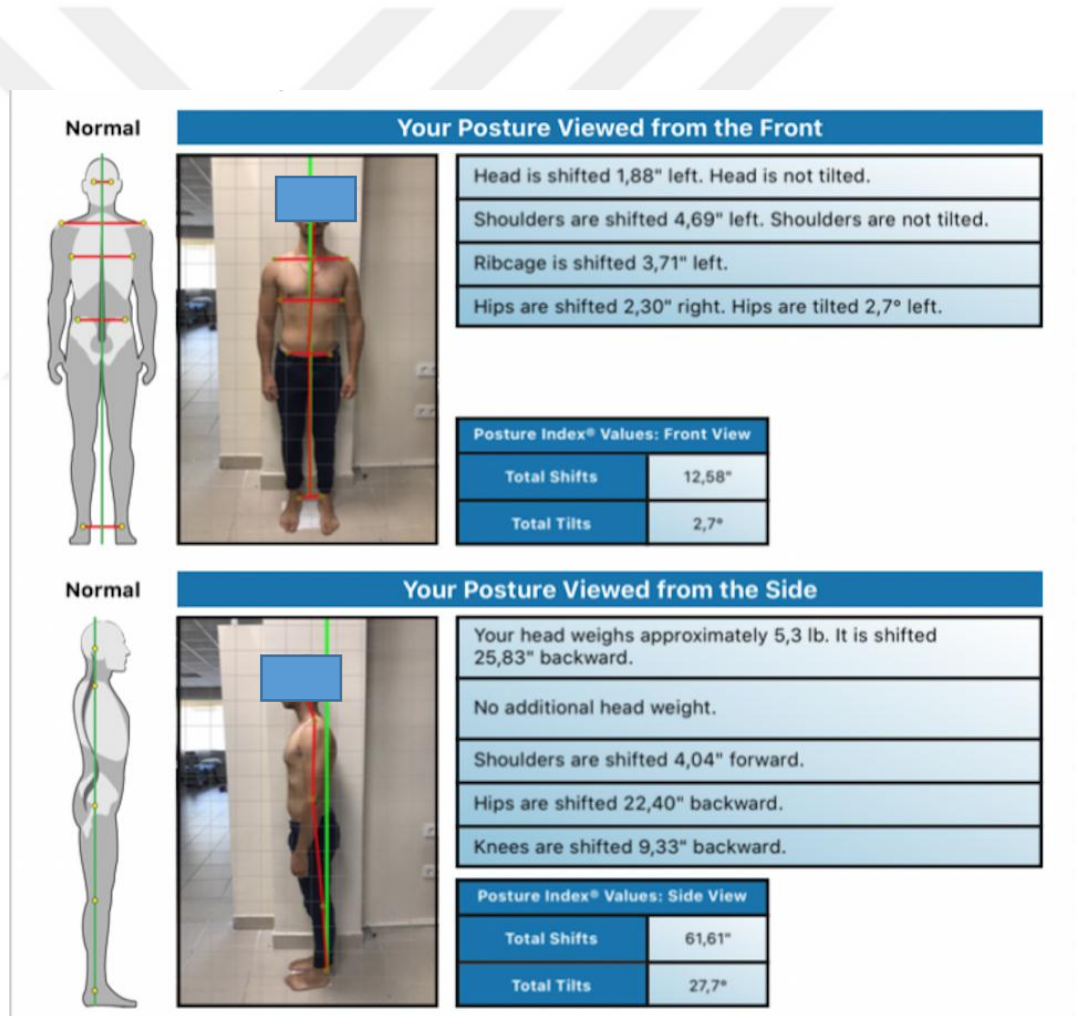 Normal
Your Posture Viewed from the Front
Head is shifted 1,88" left. Head is not tilted.
Shoulders are shifted 4,69" left. Shoulders are not tilted.
Ribcage is shifted 3,71" left.
Hips are shifted 2,30" right. Hips are tilted 2,7° left.
Posture Index® Values: Front View
Total Shifts 12,58"
Total Tilts 2,7°
Normal
Your Posture Viewed from the Side
Your head weighs approximately 5,3 lb. It is shifted
25,83" backward.
No additional head weight.
Shoulders are shifted 4,04" forward.
Hips are shifted 22,40" backward.
Knees are shifted 9,33" backward.
Posture Index® Values: Side View
Total Shifts 61,61"
Total Tilts 27,7°